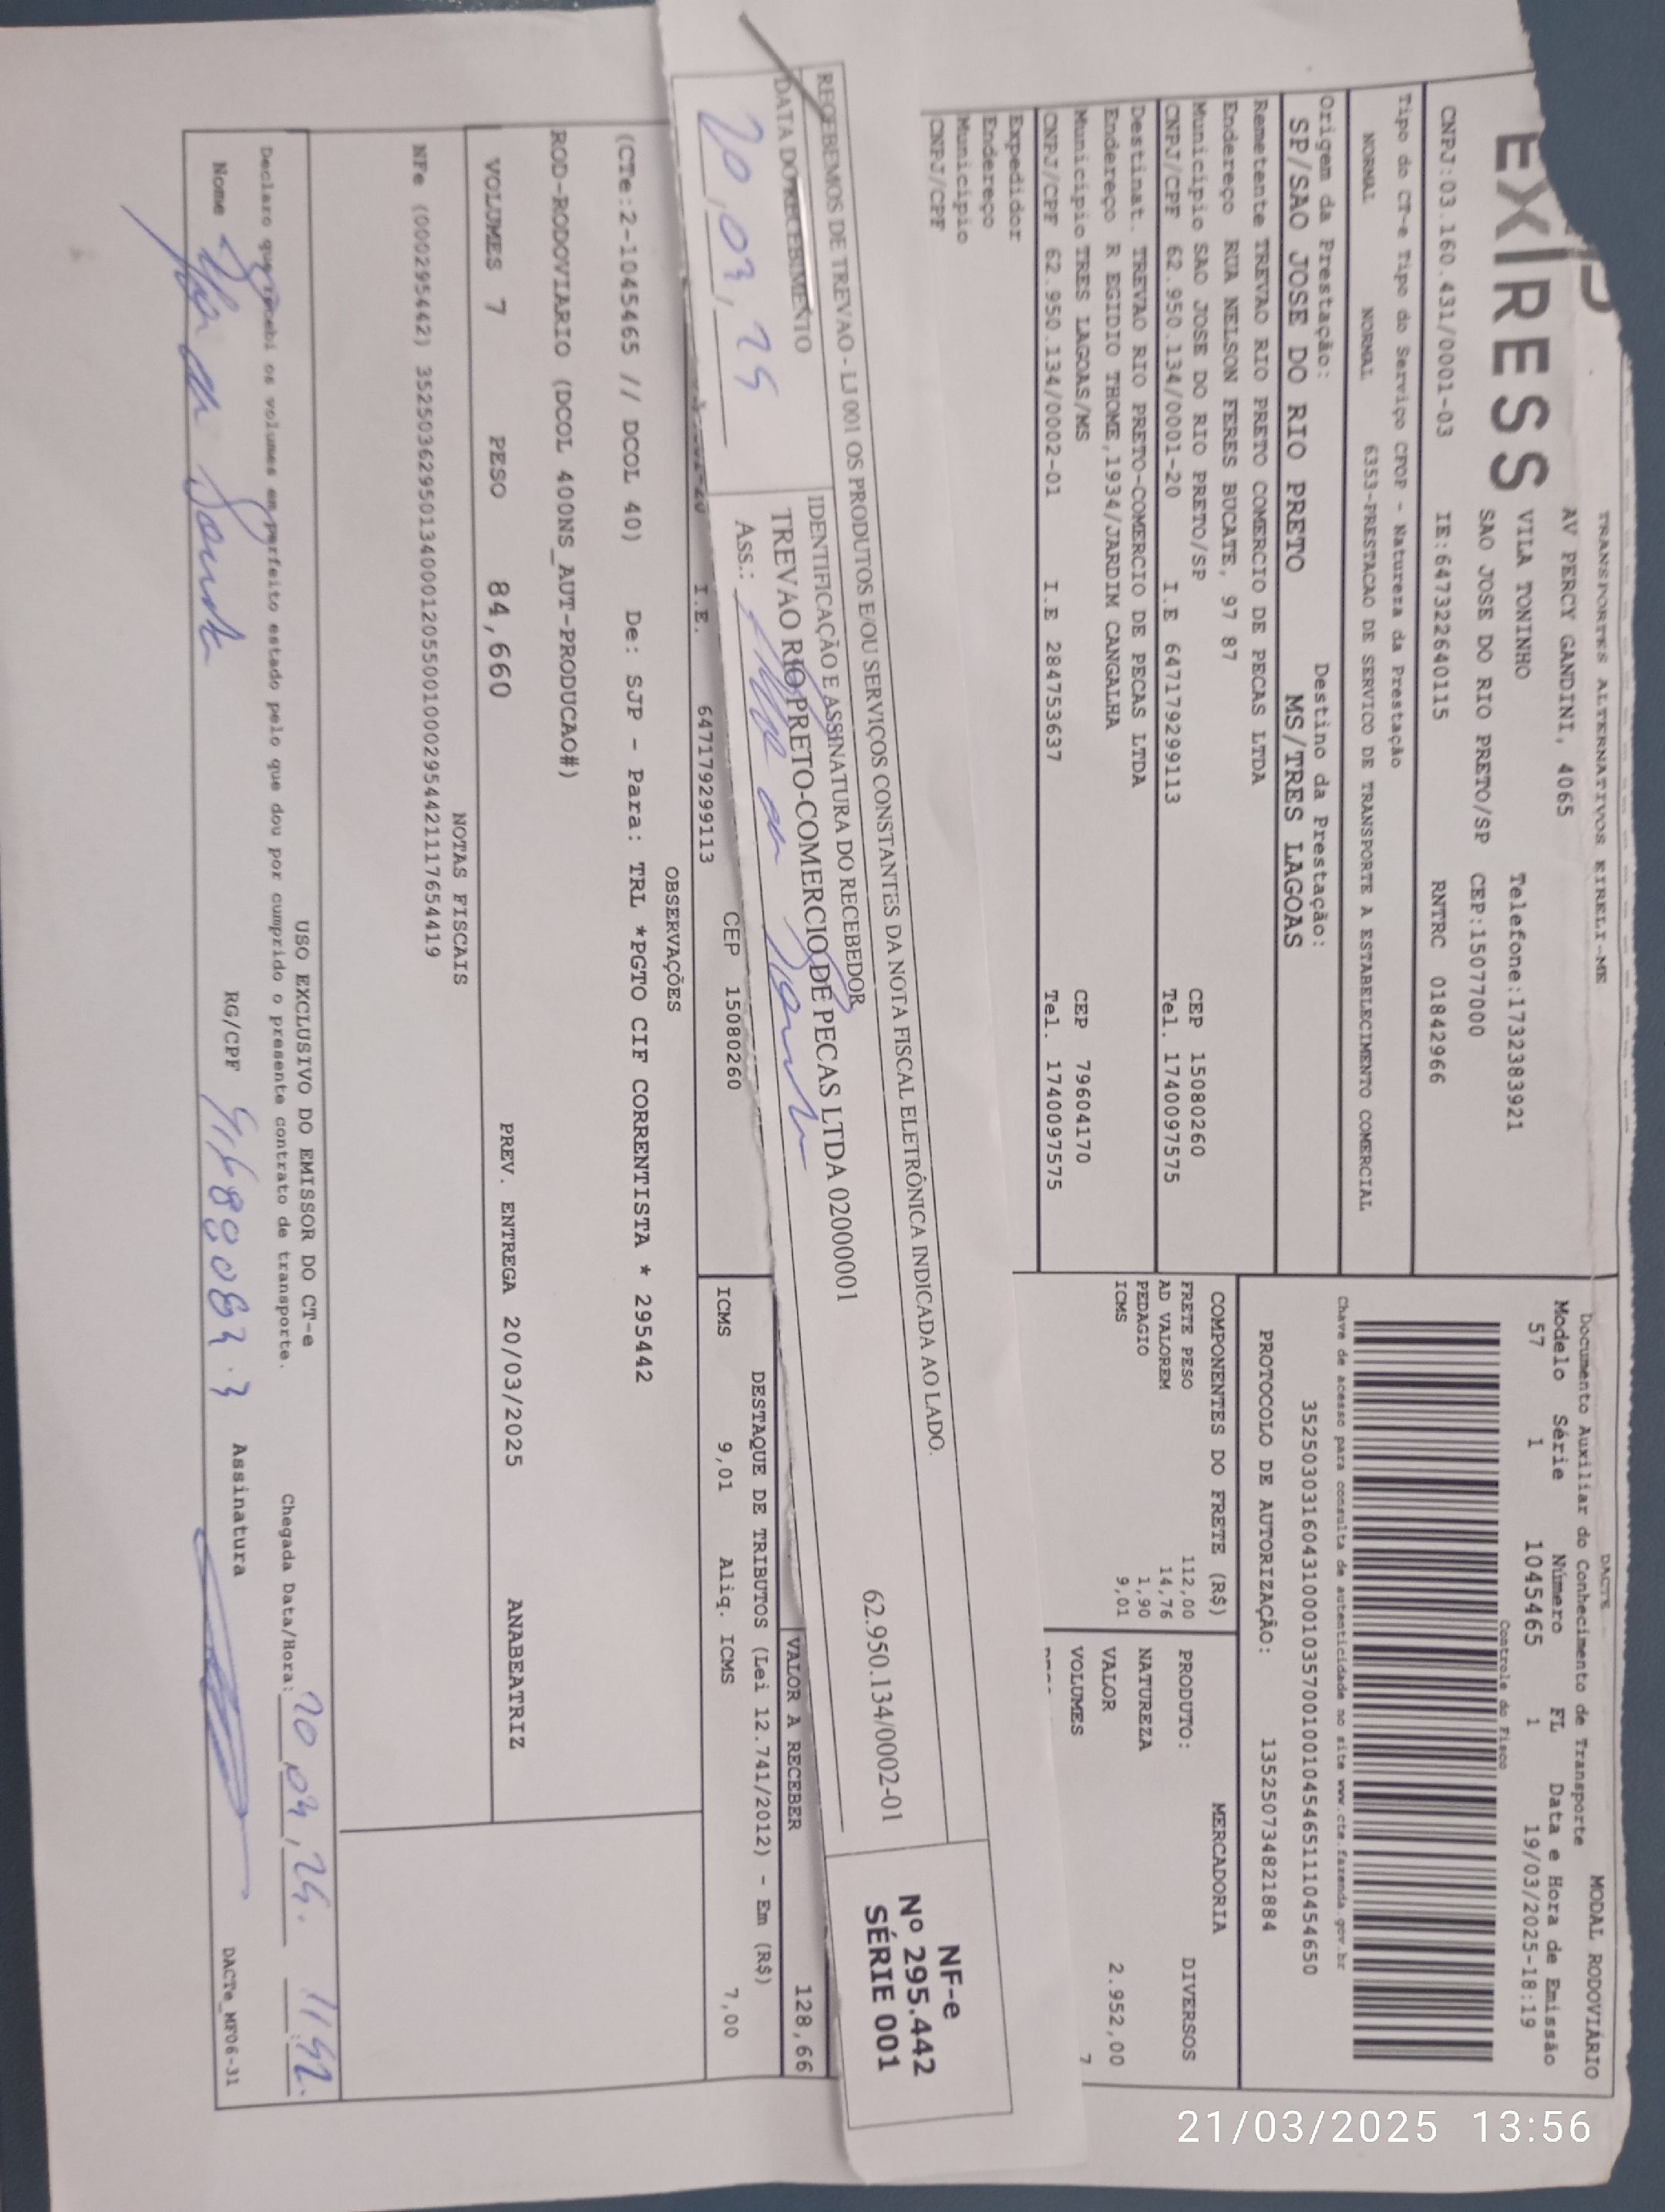 EXPRESS
TRANSPORTES ALTERNATIVOS EIRELI-ME
AV PERCY GANDINI, 4065
VILA TONINHO Telefone:1732383921
SAO JOSE DO RIO PRETO/SP CEP:15077000
CNPJ:03.160.431/0001-03 IE:647322640115 RNTRC 01842966
Tipo do CT-e Tipo do Serviço CFOP - Natureza da Prestação
NORMAL NORMAL 6353-PRESTACAO DE SERVICO DE TRANSPORTE A ESTABELECIMENTO COMERCIAL
Origem da Prestação: Destino da Prestação:
SP/SAO JOSE DO RIO PRETO MS/TRES LAGOAS
Remetente TREVAO RIO PRETO COMERCIO DE PECAS LTDA
Endereço RUA NELSON FERES BUCATE, 97 87
Municipio SAO JOSE DO RIO PRETO/SP CEP 15080260
CNPJ/CPF 62.950.134/0001-20 I.E 647179299113 Tel. 1740097575
Destinat. TREVAO RIO PRETO-COMERCIO DE PECAS LTDA
Endereço R EGIDIO THOME,1934/JARDIM CANGALHA
Municipio TRES LAGOAS/MS CEP 79604170
CNPJ/CPF 62.950.134/0002-01 I.E 284753637 Tel. 1740097575
Expedidor
Endereço
Municipio
CNPJ/CPF
DACTE MODAL RODOVIÁRIO
Documento Auxiliar do Conhecimento de Transporte
Modelo Série Número FL Data e Hora de Emissão
57 1 1045465 1 19/03/2025-18:19
Controle do Fisco
Chave de acesso para consulta de autenticidade no site www.cte.fazenda.gov.br
35250303160431000103570010010454651110454650
PROTOCOLO DE AUTORIZAÇÃO: 135250734821884
COMPONENTES DO FRETE (R$)
FRETE PESO 112,00
AD VALOREM 14,76
PEDAGIO 1,90
ICMS 9,01
MERCADORIA
PRODUTO: DIVERSOS
NATUREZA
VALOR 2.952,00
VOLUMES 7
RECEBEMOS DE TREVAO - LJ 001 OS PRODUTOS E/OU SERVIÇOS CONSTANTES DA NOTA FISCAL ELETRÔNICA INDICADA AO LADO.
DATA DO RECEBIMENTO
20,03,25
IDENTIFICAÇÃO E ASSINATURA DO RECEBEDOR
TREVAO RIO PRETO-COMERCIO DE PECAS LTDA 02000001 62.950.134/0002-01
Ass.:
NF-e
Nº 295.442
SÉRIE 001
VALOR A RECEBER 128,66
I.E. 647179299113 CEP 15080260
DESTAQUE DE TRIBUTOS (Lei 12.741/2012) - Em (R$)
ICMS 9,01 Aliq. ICMS 7,00
OBSERVAÇÕES
(CTe:2-1045465 // DCOL 40) De: SJP - Para: TRL *PGTO CIF CORRENTISTA * 295442
ROD-RODOVIARIO (DCOL 400NS_AUT-PRODUCAO#)
VOLUMES 7 PESO 84,660 PREV. ENTREGA 20/03/2025 ANABEATRIZ
NOTAS FISCAIS
NFe (000295442) 35250362950134000120550010002954421117654419
USO EXCLUSIVO DO EMISSOR DO CT-e
Declaro que recebi os volumes em perfeito estado pelo que dou por cumprido o presente contrato de transporte. Chegada Data/Hora: 20,03,25. 11:42.
Nome RG/CPF Assinatura
DACTe_MF06-31
21/03/2025 13:56